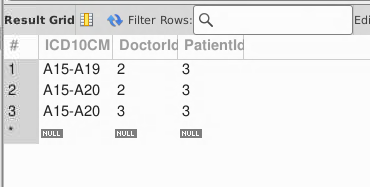 Result Grid Filter Rows: Edi
# ICD10CM DoctorId PatientId
1 A15-A19 2 3
2 A15-A20 2 3
3 A15-A20 3 3
* NULL NULL NULL